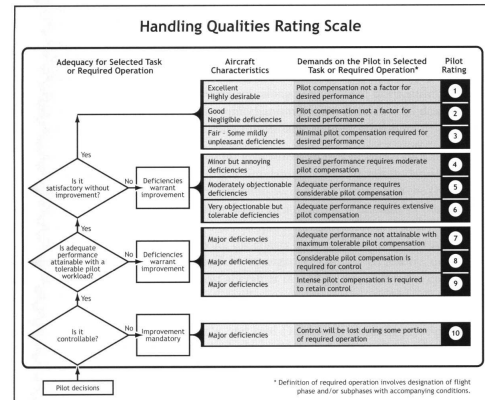 Handling Qualities Rating Scale
Adequacy for Selected Task
or Required Operation
Aircraft
Characteristics
Demands on the Pilot in Selected
Task or Required Operation*
Pilot
Rating
Excellent
Highly desirable
Pilot compensation not a factor for
desired performance
1
Good
Negligible deficiencies
Pilot compensation not a factor for
desired performance
2
Fair - Some mildly
unpleasant deficiencies
Minimal pilot compensation required for
desired performance
3
Yes
Is it
satisfactory without
improvement?
No
Deficiencies
warrant
improvement
Minor but annoying
deficiencies
Desired performance requires moderate
pilot compensation
4
Moderately objectionable
deficiencies
Adequate performance requires
considerable pilot compensation
5
Very objectionable but
tolerable deficiencies
Adequate performance requires extensive
pilot compensation
6
Yes
Is adequate
performance
attainable with a
tolerable pilot
workload?
No
Deficiencies
warrant
improvement
Major deficiencies
Adequate performance not attainable with
maximum tolerable pilot compensation
7
Major deficiencies
Considerable pilot compensation is
required for control
8
Major deficiencies
Intense pilot compensation is required
to retain control
9
Yes
Is it
controllable?
No
Improvement
mandatory
Major deficiencies
Control will be lost during some portion
of required operation
10
Pilot decisions
* Definition of required operation involves designation of flight
phase and/or subphases with accompanying conditions.